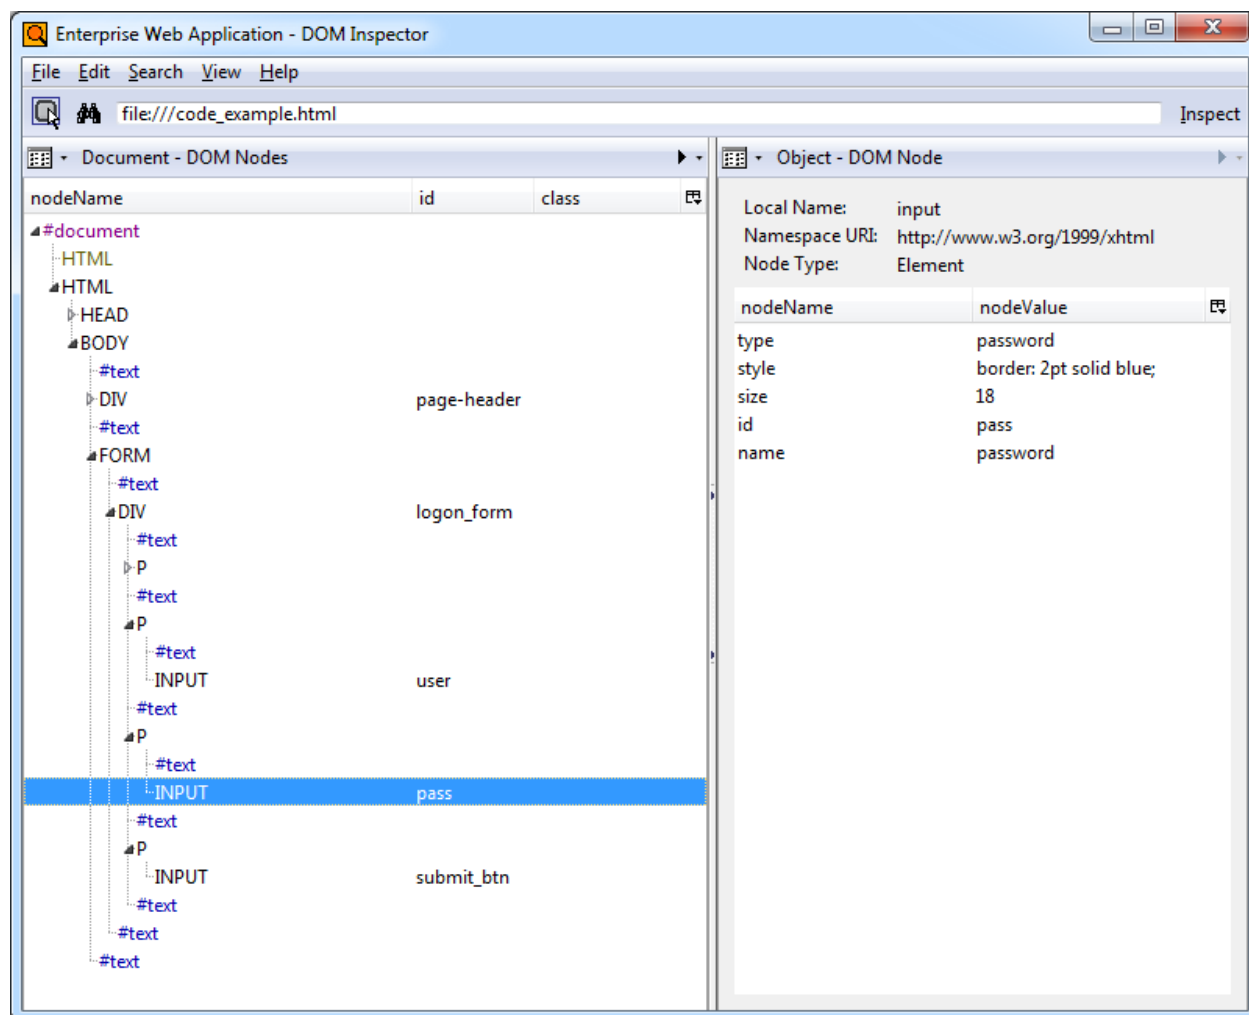 Enterprise Web Application - DOM Inspector
File Edit Search View Help
file:///code_example.html Inspect
Document - DOM Nodes
nodeName id class
#document
HTML
HTML
HEAD
BODY
#text
DIV page-header
#text
FORM
#text
DIV logon_form
#text
P
#text
P
#text
INPUT user
#text
P
#text
INPUT pass
#text
P
INPUT submit_btn
#text
#text
#text
Object - DOM Node
Local Name: input
Namespace URI: http://www.w3.org/1999/xhtml
Node Type: Element
nodeName nodeValue
type password
style border: 2pt solid blue;
size 18
id pass
name password